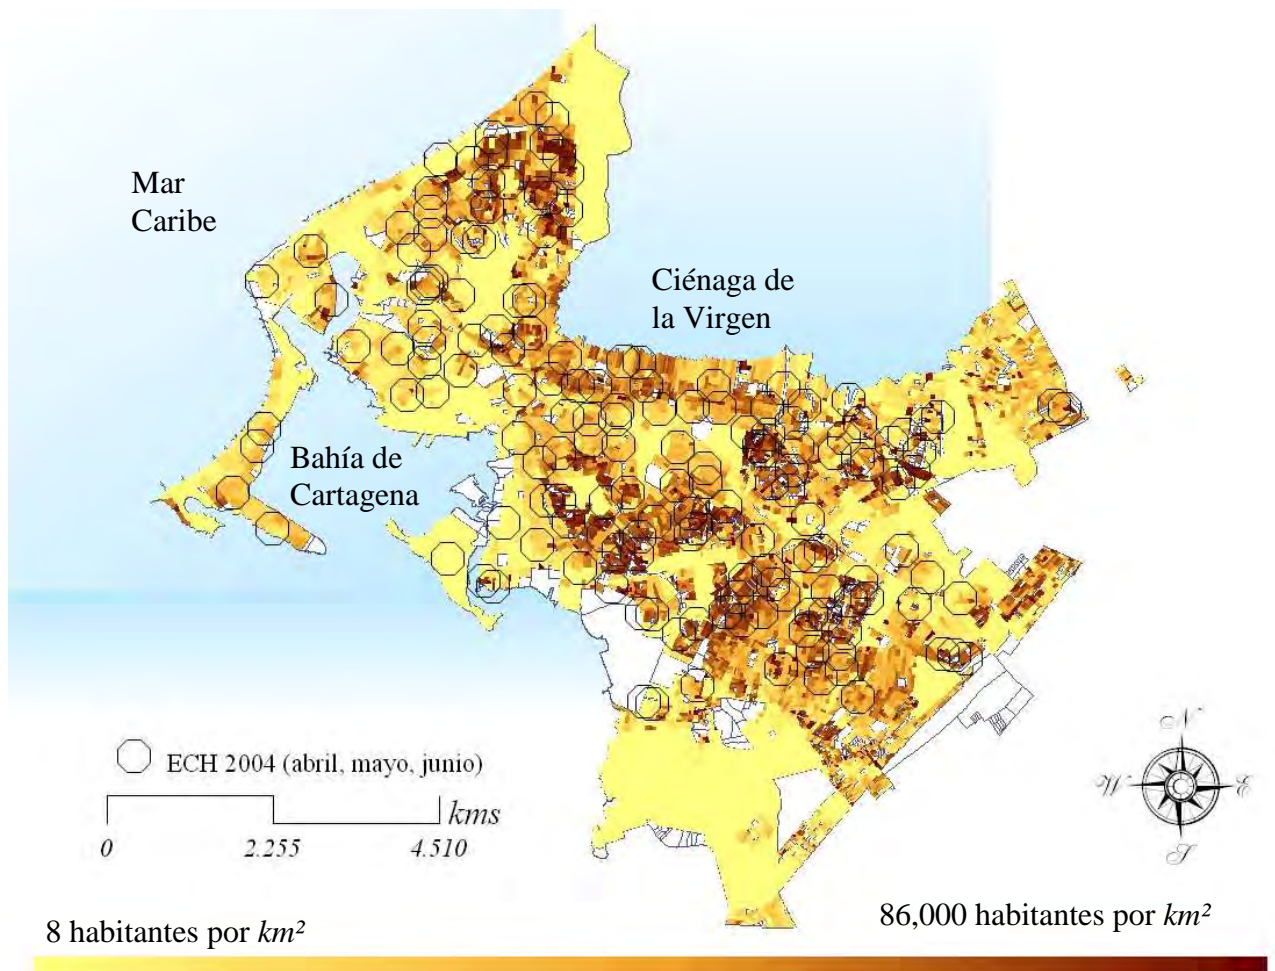 Mar
Caribe
Ciénaga de
la Virgen
Bahía de
Cartagena
ECH 2004 (abril, mayo, junio)
kms
0 2.255 4.510
N
W E
S
8 habitantes por km²
86,000 habitantes por km²